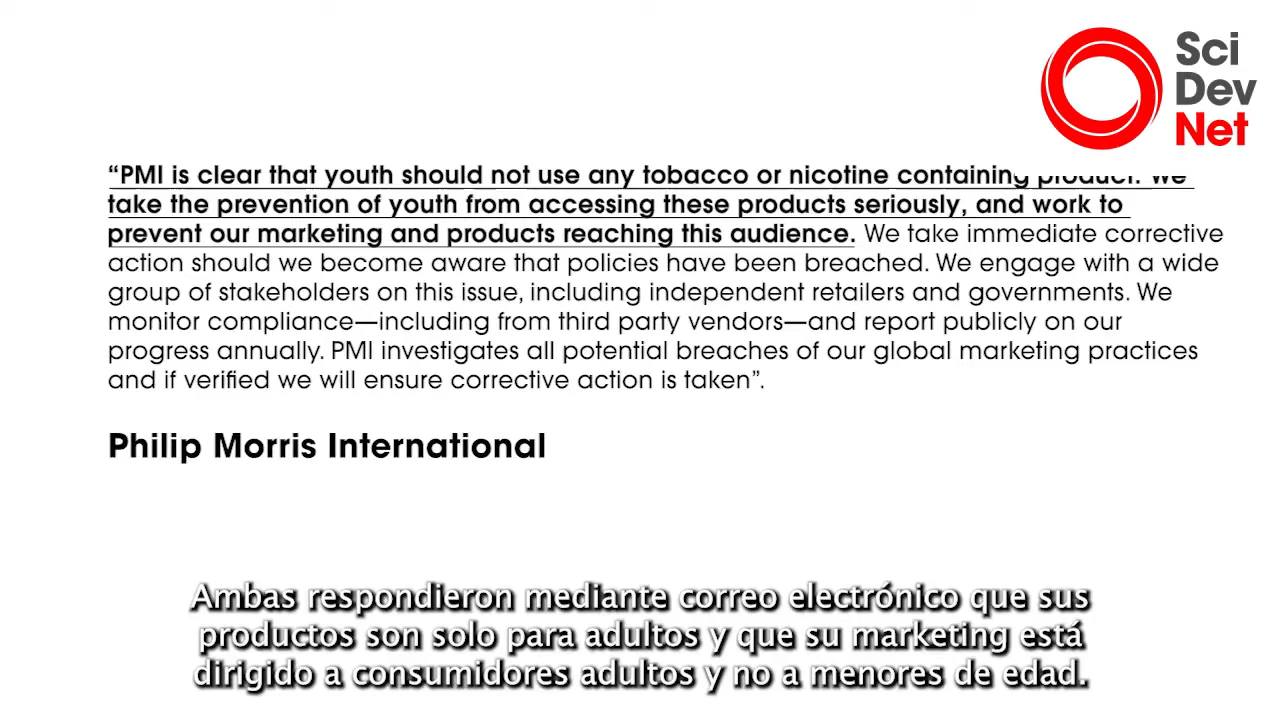 Sci
Dev
Net
“PMI is clear that youth should not use any tobacco or nicotine containing product. We
take the prevention of youth from accessing these products seriously, and work to
prevent our marketing and products reaching this audience. We take immediate corrective
action should we become aware that policies have been breached. We engage with a wide
group of stakeholders on this issue, including independent retailers and governments. We
monitor compliance—including from third party vendors—and report publicly on our
progress annually. PMI investigates all potential breaches of our global marketing practices
and if verified we will ensure corrective action is taken”.
Philip Morris International
Ambas respondieron mediante correo electrónico que sus
productos son solo para adultos y que su marketing está
dirigido a consumidores adultos y no a menores de edad.